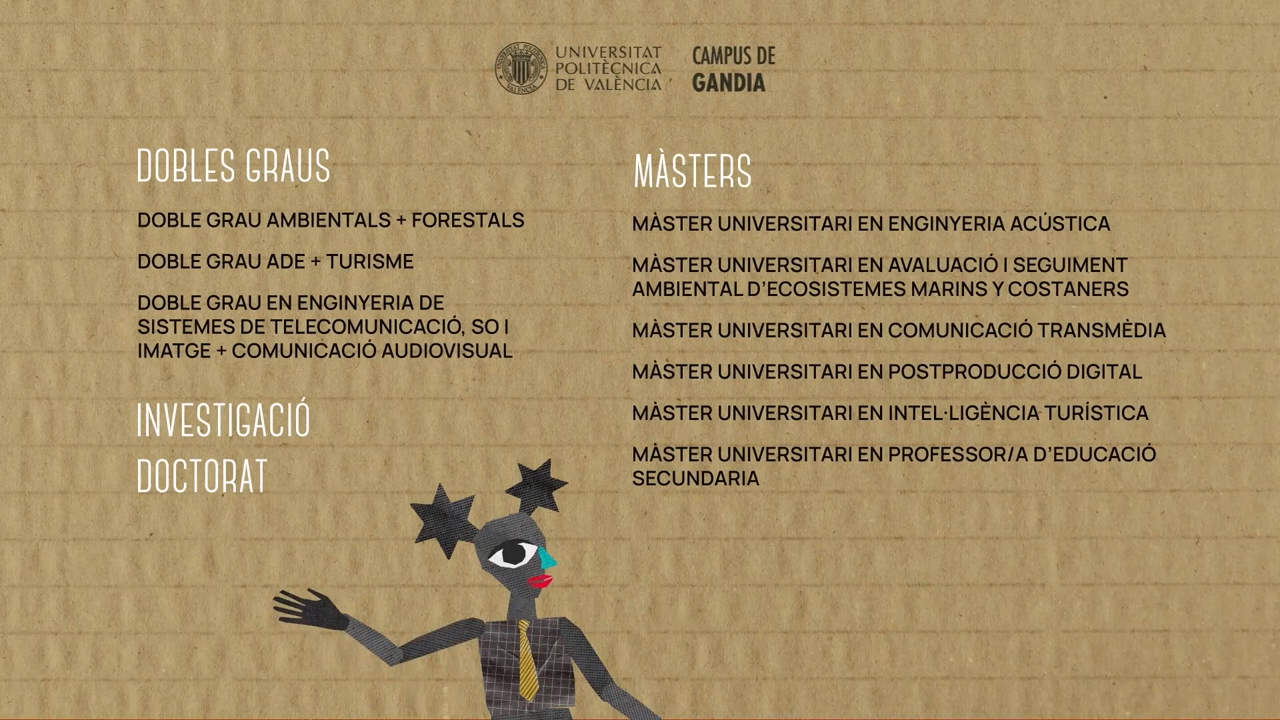 UNIVERSITAT
POLITÈCNICA
DE VALÈNCIA
CAMPUS DE
GANDIA
DOBLES GRAUS
DOBLE GRAU AMBIENTALS + FORESTALS
DOBLE GRAU ADE + TURISME
DOBLE GRAU EN ENGINYERIA DE
SISTEMES DE TELECOMUNICACIÓ, SO I
IMATGE + COMUNICACIÓ AUDIOVISUAL
INVESTIGACIÓ
DOCTORAT
MÀSTERS
MÀSTER UNIVERSITARI EN ENGINYERIA ACÚSTICA
MÀSTER UNIVERSITARI EN AVALUACIÓ I SEGUIMENT
AMBIENTAL D'ECOSISTEMES MARINS Y COSTANERS
MÀSTER UNIVERSITARI EN COMUNICACIÓ TRANSMÈDIA
MÀSTER UNIVERSITARI EN POSTPRODUCCIÓ DIGITAL
MÀSTER UNIVERSITARI EN INTEL·LIGÈNCIA TURÍSTICA
MÀSTER UNIVERSITARI EN PROFESSOR/A D'EDUCACIÓ
SECUNDARIA